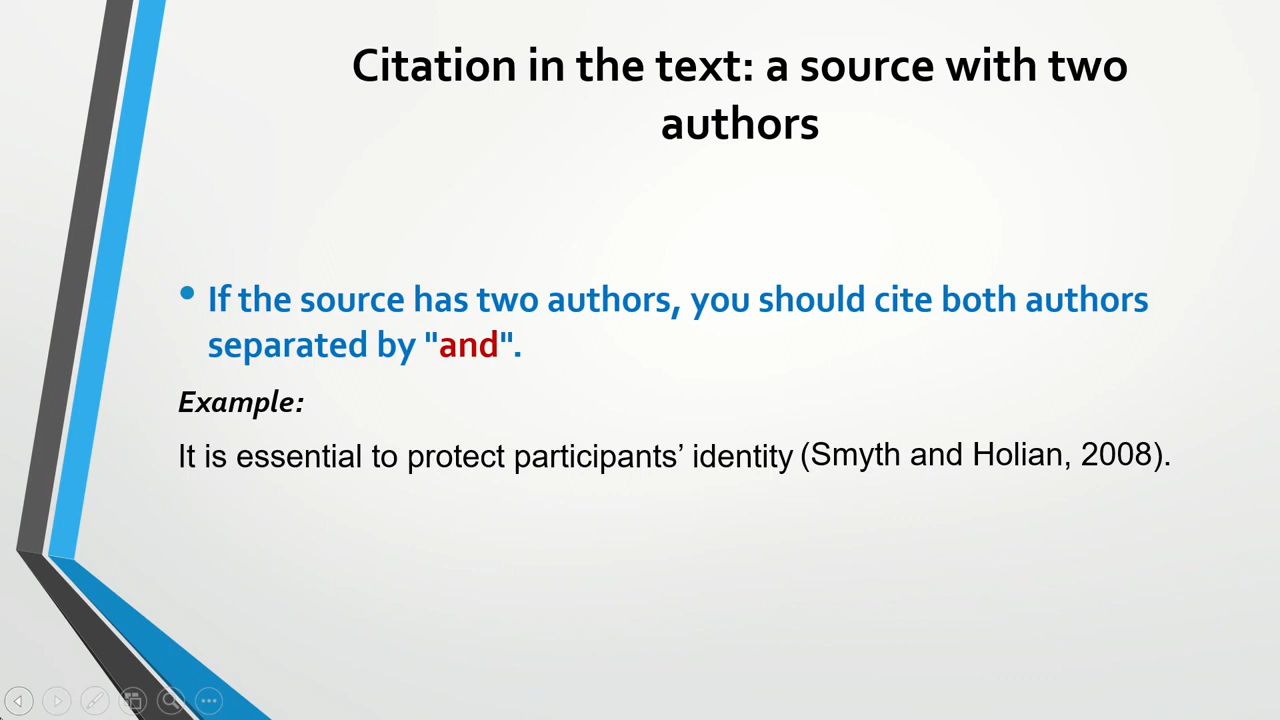 Citation in the text: a source with two
authors
• If the source has two authors, you should cite both authors
separated by "and".
Example:
It is essential to protect participants’ identity (Smyth and Holian, 2008).